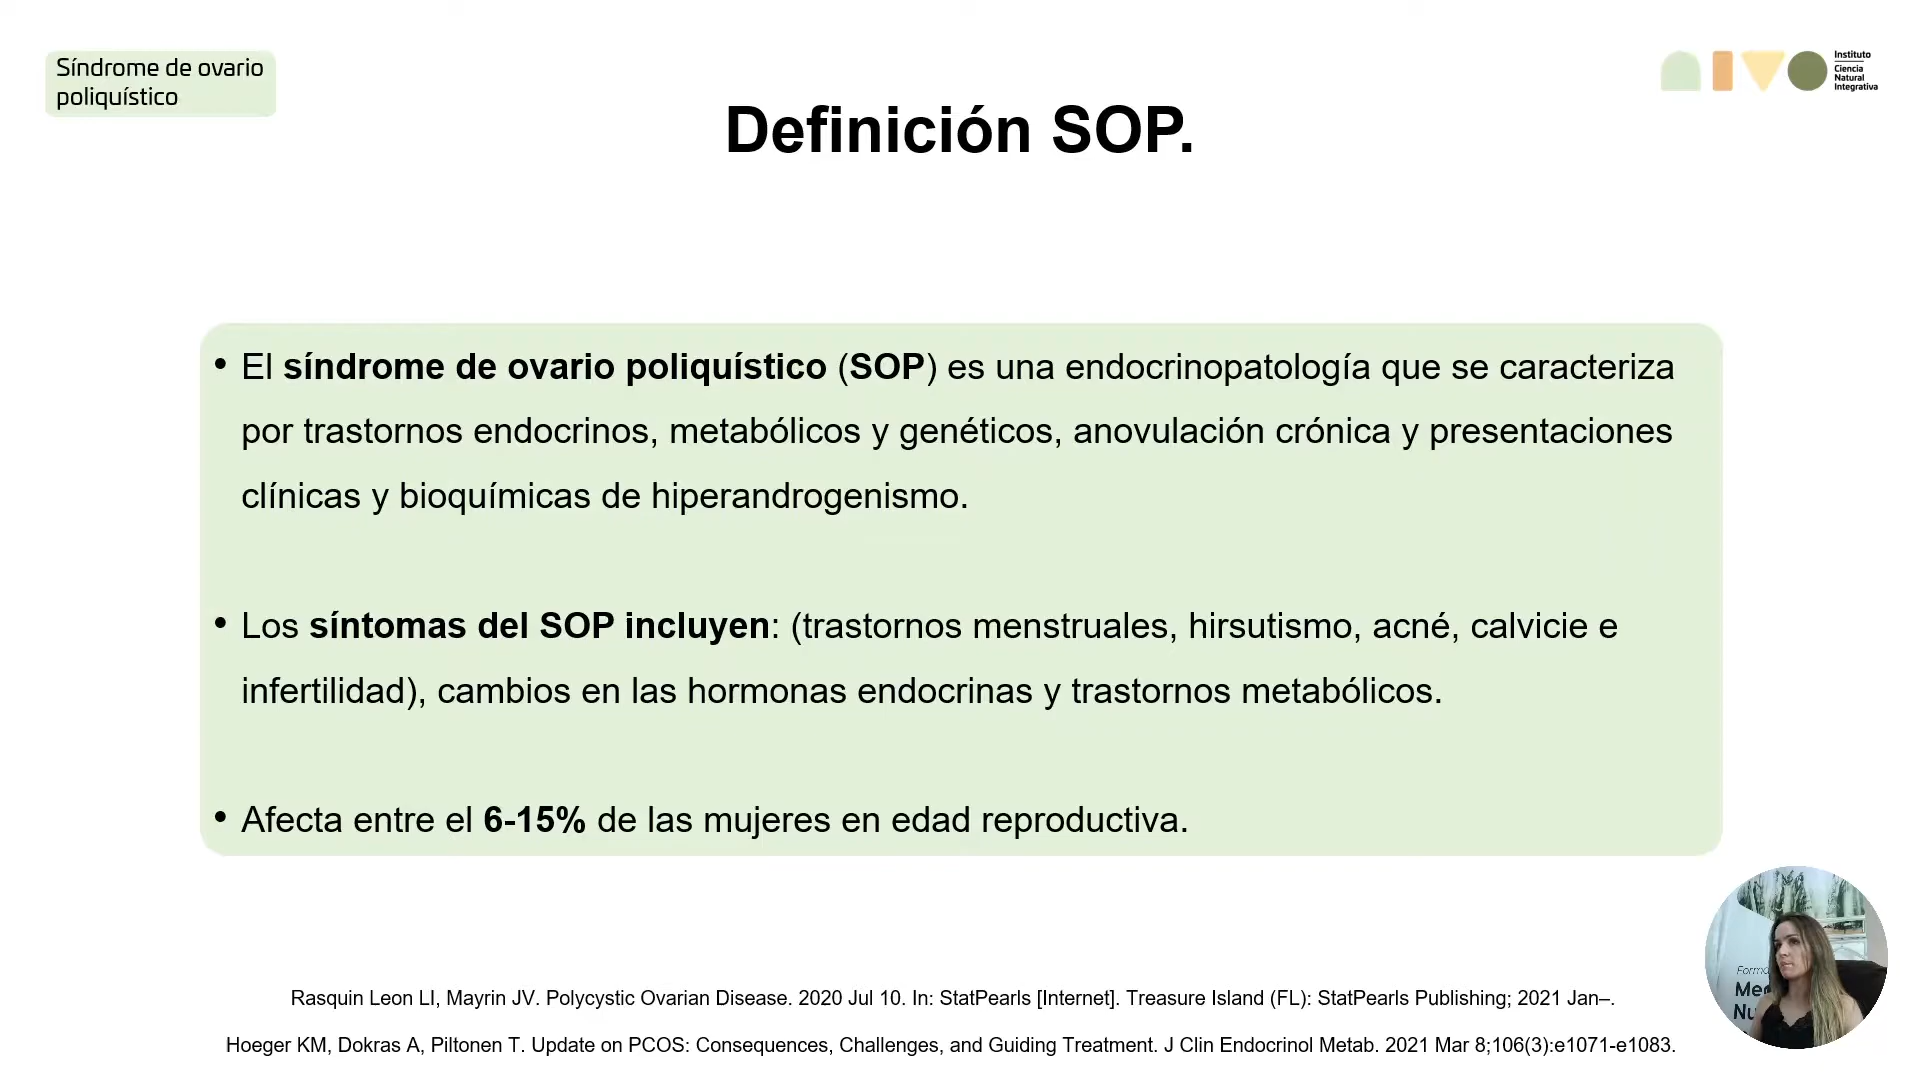 Síndrome de ovario
poliquístico
Instituto
Ciencia
Natural
Integrativa
Definición SOP.
• El síndrome de ovario poliquístico (SOP) es una endocrinopatología que se caracteriza
por trastornos endocrinos, metabólicos y genéticos, anovulación crónica y presentaciones
clínicas y bioquímicas de hiperandrogenismo.
• Los síntomas del SOP incluyen: (trastornos menstruales, hirsutismo, acné, calvicie e
infertilidad), cambios en las hormonas endocrinas y trastornos metabólicos.
• Afecta entre el 6-15% de las mujeres en edad reproductiva.
Rasquin Leon LI, Mayrin JV. Polycystic Ovarian Disease. 2020 Jul 10. In: StatPearls [Internet]. Treasure Island (FL): StatPearls Publishing; 2021 Jan–.
Hoeger KM, Dokras A, Piltonen T. Update on PCOS: Consequences, Challenges, and Guiding Treatment. J Clin Endocrinol Metab. 2021 Mar 8;106(3):e1071-e1083.